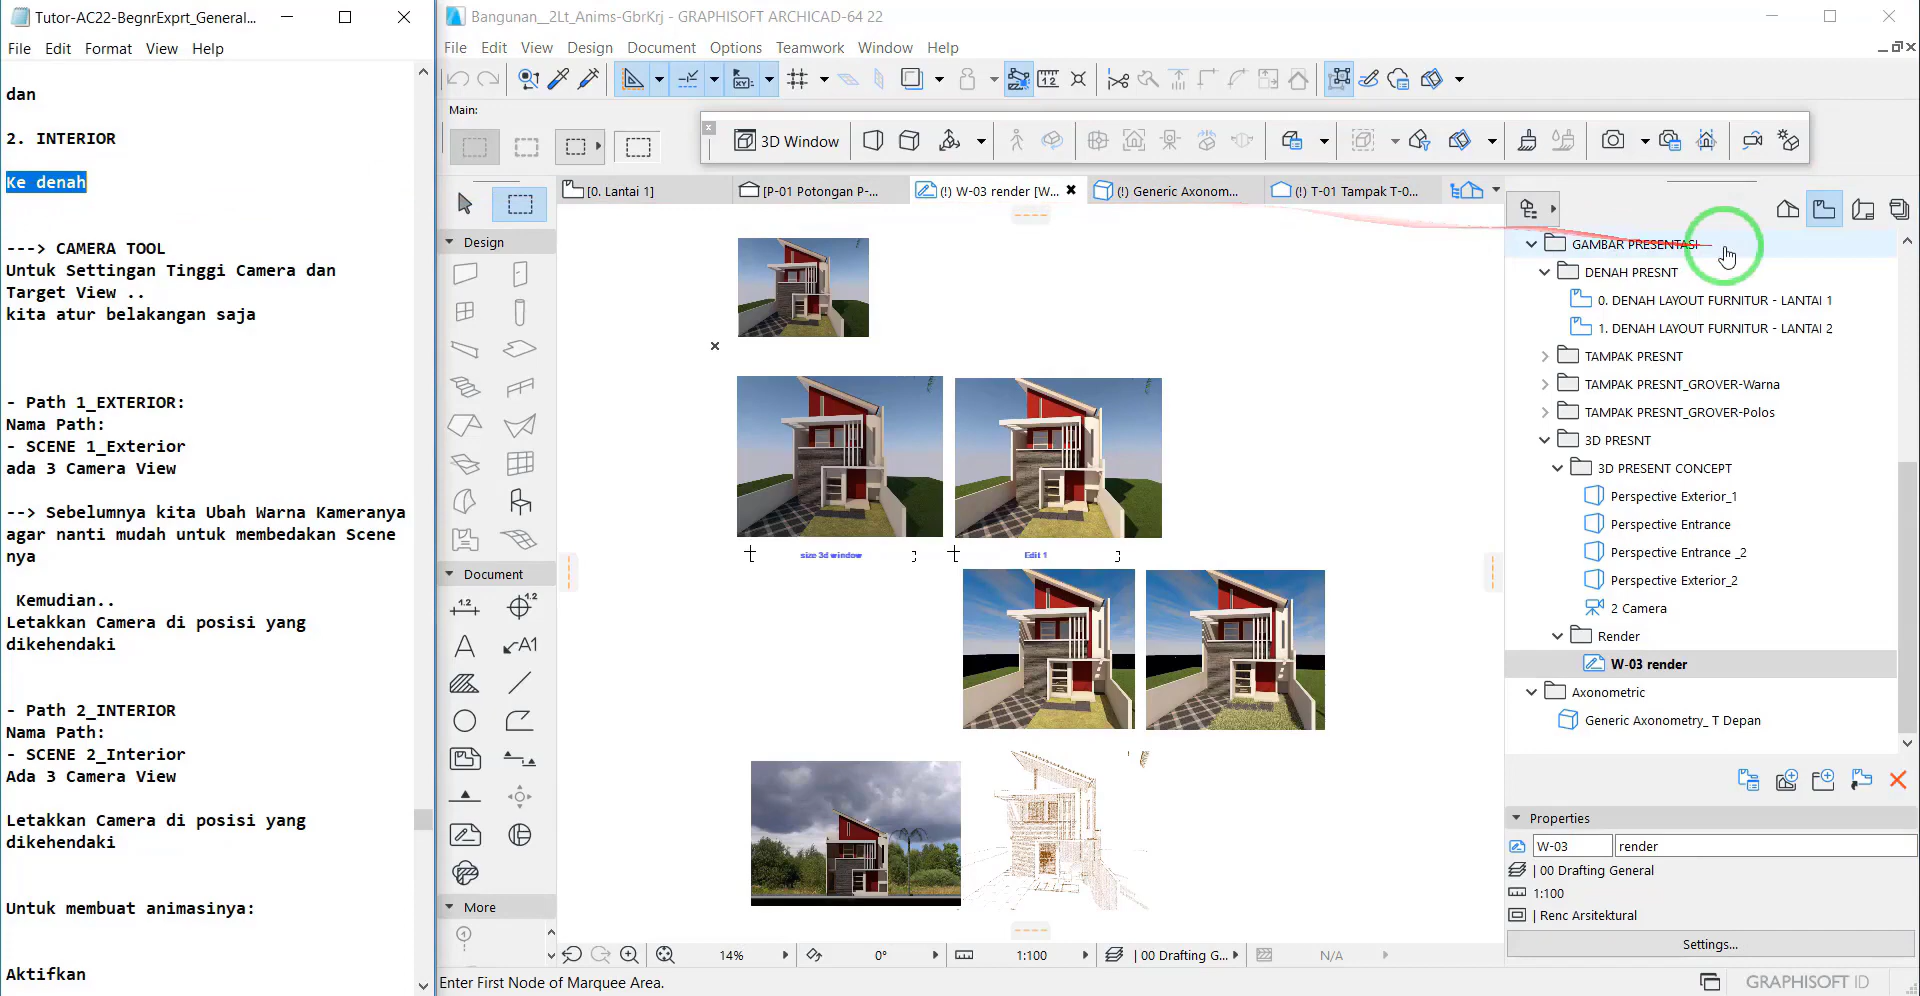 Tutor-AC22-BegnrExprt_General...
File Edit Format View Help
dan
2. INTERIOR
Ke denah
---> CAMERA TOOL
Untuk Settingan Tinggi Camera dan
Target View ..
kita atur belakangan saja
- Path 1_EXTERIOR:
Nama Path:
- SCENE 1_Exterior
ada 3 Camera View
--> Sebelumnya kita Ubah Warna Kameranya
agar nanti mudah untuk membedakan Scene
nya
Kemudian..
Letakkan Camera di posisi yang
dikehendaki
- Path 2_INTERIOR
Nama Path:
- SCENE 2_Interior
Ada 3 Camera View
Letakkan Camera di posisi yang
dikehendaki
Untuk membuat animasinya:
Aktifkan
Bangunan__2Lt_Anims-GbrKrj - GRAPHISOFT ARCHICAD-64 22
File Edit View Design Document Options Teamwork Window Help
Main:
3D Window
[0. Lantai 1]
[P-01 Potongan P-...
(!) W-03 render [W...
(!) Generic Axonom...
(!) T-01 Tampak T-0...
Design
Document
More
size 3d window
Edit 1
GAMBAR PRESENTASI
DENAH PRESNT
0. DENAH LAYOUT FURNITUR - LANTAI 1
1. DENAH LAYOUT FURNITUR - LANTAI 2
TAMPAK PRESNT
TAMPAK PRESNT_GROVER-Warna
TAMPAK PRESNT_GROVER-Polos
3D PRESNT
3D PRESENT CONCEPT
Perspective Exterior_1
Perspective Entrance
Perspective Entrance _2
Perspective Exterior_2
2 Camera
Render
W-03 render
Axonometric
Generic Axonometry_ T Depan
Properties
W-03 render
| 00 Drafting General
1:100
| Renc Arsitektural
Settings...
14% 0° 1:100 | 00 Drafting G... N/A
Enter First Node of Marquee Area.
GRAPHISOFT ID